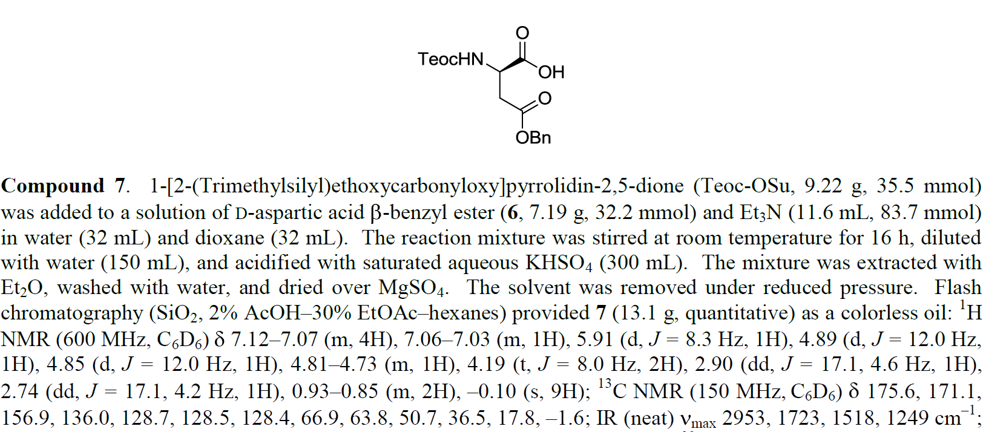 O
TeocHN
OH
O
OBn
Compound 7. 1-[2-(Trimethylsilyl)ethoxycarbonyloxy]pyrrolidin-2,5-dione (Teoc-OSu, 9.22 g, 35.5 mmol)
was added to a solution of D-aspartic acid β-benzyl ester (6, 7.19 g, 32.2 mmol) and Et₃N (11.6 mL, 83.7 mmol)
in water (32 mL) and dioxane (32 mL). The reaction mixture was stirred at room temperature for 16 h, diluted
with water (150 mL), and acidified with saturated aqueous KHSO₄ (300 mL). The mixture was extracted with
Et₂O, washed with water, and dried over MgSO₄. The solvent was removed under reduced pressure. Flash
chromatography (SiO₂, 2% AcOH–30% EtOAc–hexanes) provided 7 (13.1 g, quantitative) as a colorless oil: ¹H
NMR (600 MHz, C₆D₆) δ 7.12–7.07 (m, 4H), 7.06–7.03 (m, 1H), 5.91 (d, J = 8.3 Hz, 1H), 4.89 (d, J = 12.0 Hz,
1H), 4.85 (d, J = 12.0 Hz, 1H), 4.81–4.73 (m, 1H), 4.19 (t, J = 8.0 Hz, 2H), 2.90 (dd, J = 17.1, 4.6 Hz, 1H),
2.74 (dd, J = 17.1, 4.2 Hz, 1H), 0.93–0.85 (m, 2H), –0.10 (s, 9H); ¹³C NMR (150 MHz, C₆D₆) δ 175.6, 171.1,
156.9, 136.0, 128.7, 128.5, 128.4, 66.9, 63.8, 50.7, 36.5, 17.8, –1.6; IR (neat) νmax 2953, 1723, 1518, 1249 cm⁻¹;